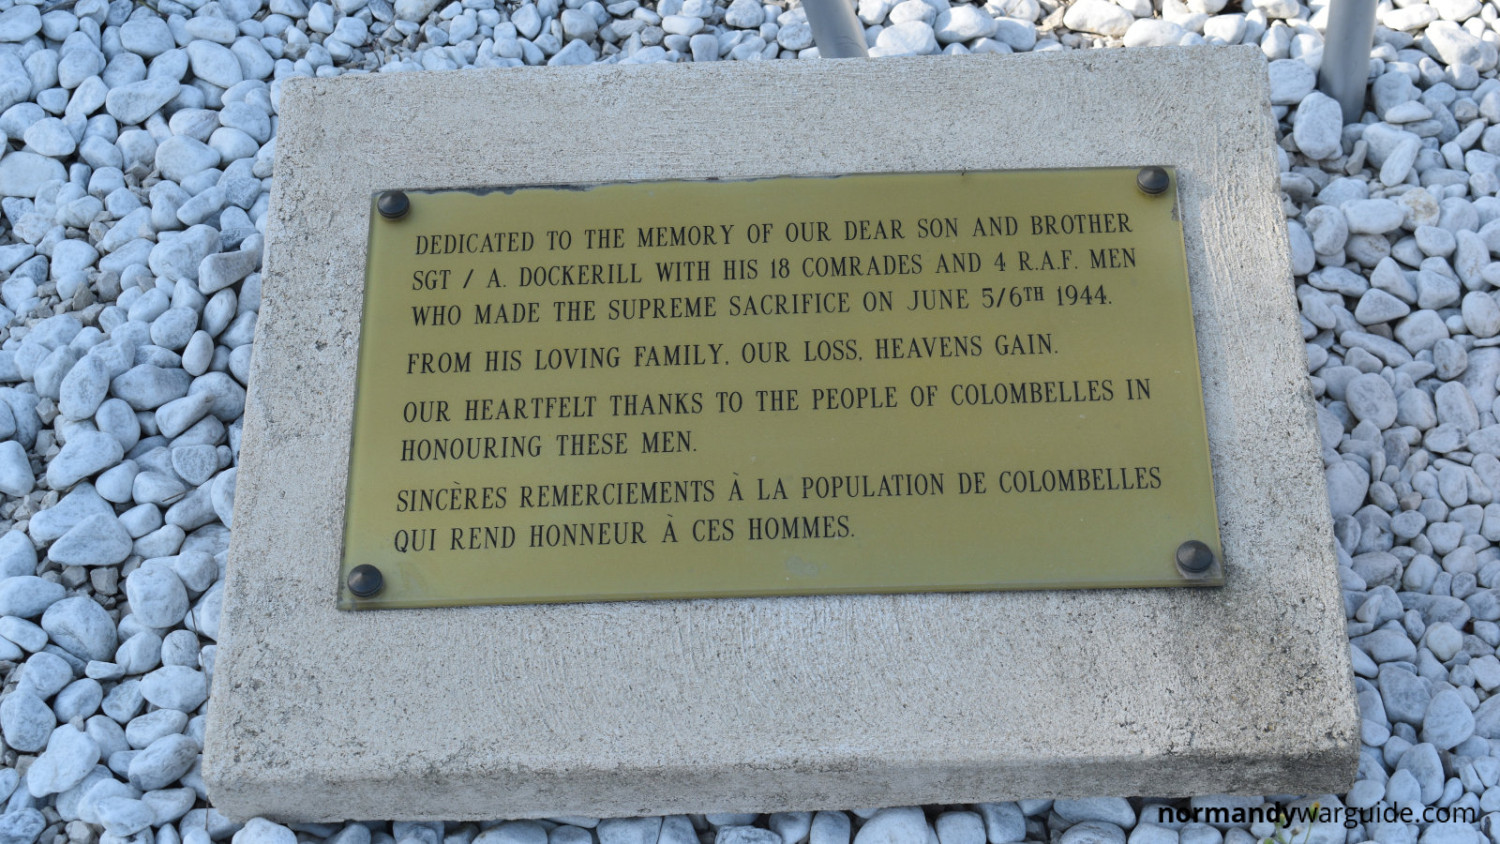 DEDICATED TO THE MEMORY OF OUR DEAR SON AND BROTHER
SGT / A. DOCKERILL WITH HIS 18 COMRADES AND 4 R.A.F. MEN
WHO MADE THE SUPREME SACRIFICE ON JUNE 5/6TH 1944.
FROM HIS LOVING FAMILY, OUR LOSS, HEAVENS GAIN.
OUR HEARTFELT THANKS TO THE PEOPLE OF COLOMBELLES IN
HONOURING THESE MEN.
SINCÈRES REMERCIEMENTS À LA POPULATION DE COLOMBELLES
QUI REND HONNEUR À CES HOMMES.
normandywarguide.com